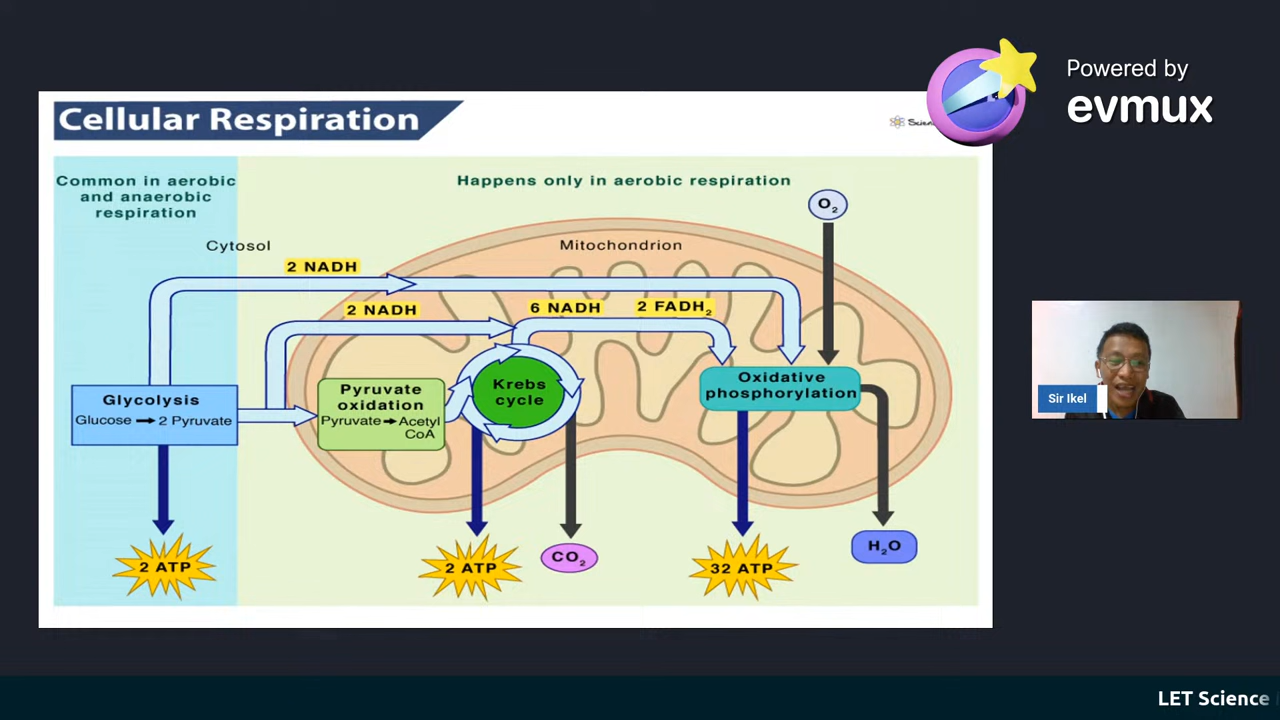 Powered by
evmux
Cellular Respiration
Common in aerobic
and anaerobic
respiration
Happens only in aerobic respiration
O₂
Cytosol
Mitochondrion
2 NADH
2 NADH
6 NADH
2 FADH₂
Glycolysis
Glucose → 2 Pyruvate
Pyruvate
oxidation
Pyruvate → Acetyl
CoA
Krebs
cycle
Oxidative
phosphorylation
Sir Ikel
2 ATP
2 ATP
CO₂
32 ATP
H₂O
LET Science